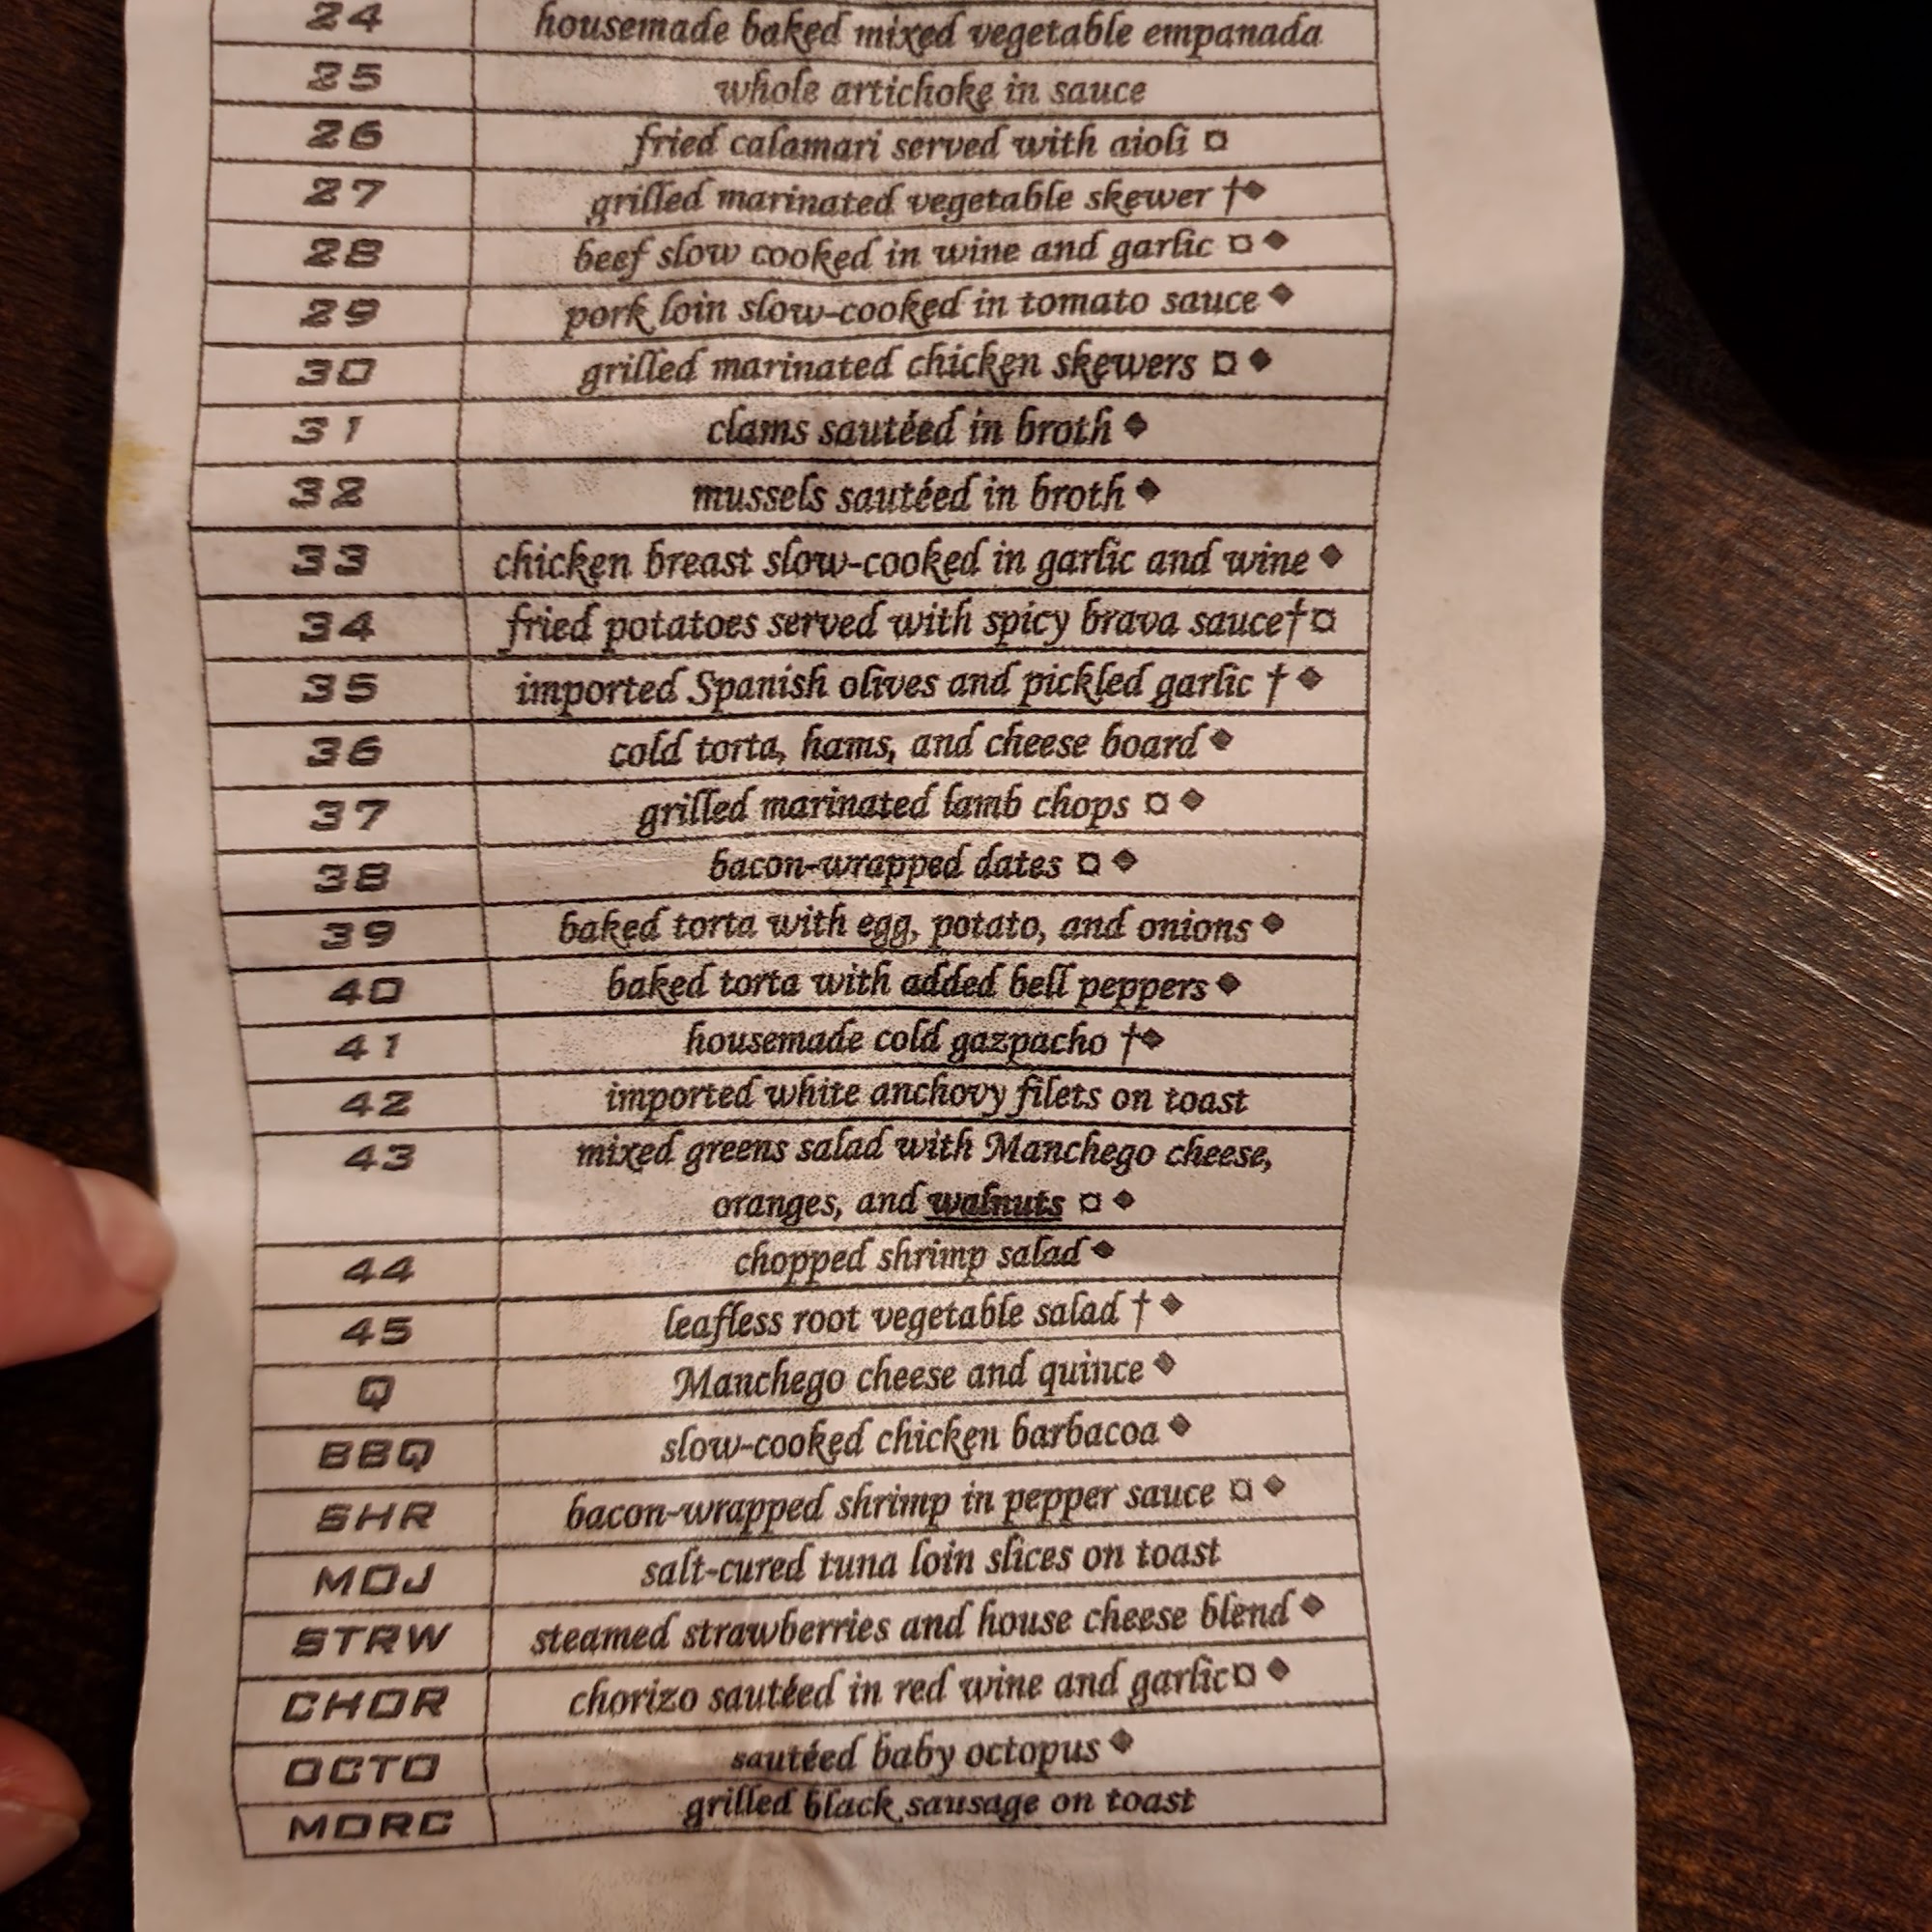 24 housemade baked mixed vegetable empanada
25 whole artichoke in sauce
26 fried calamari served with aioli ¤
27 grilled marinated vegetable skewer †◆
28 beef slow cooked in wine and garlic ¤ ◆
29 pork loin slow-cooked in tomato sauce ◆
30 grilled marinated chicken skewers ¤ ◆
31 clams sautéed in broth ◆
32 mussels sautéed in broth ◆
33 chicken breast slow-cooked in garlic and wine ◆
34 fried potatoes served with spicy brava sauce†¤
35 imported Spanish olives and pickled garlic † ◆
36 cold torta, hams, and cheese board ◆
37 grilled marinated lamb chops ¤ ◆
38 bacon-wrapped dates ¤ ◆
39 baked torta with egg, potato, and onions ◆
40 baked torta with added bell peppers ◆
41 housemade cold gazpacho †◆
42 imported white anchovy filets on toast
43 mixed greens salad with Manchego cheese,
oranges, and walnuts ¤ ◆
44 chopped shrimp salad ◆
45 leafless root vegetable salad † ◆
Q Manchego cheese and quince ◆
BBQ slow-cooked chicken barbacoa ◆
SHR bacon-wrapped shrimp in pepper sauce ¤ ◆
MOJ salt-cured tuna loin slices on toast
STRW steamed strawberries and house cheese blend ◆
CHOR chorizo sautéed in red wine and garlic¤ ◆
OCTO sautéed baby octopus ◆
MORC grilled black sausage on toast